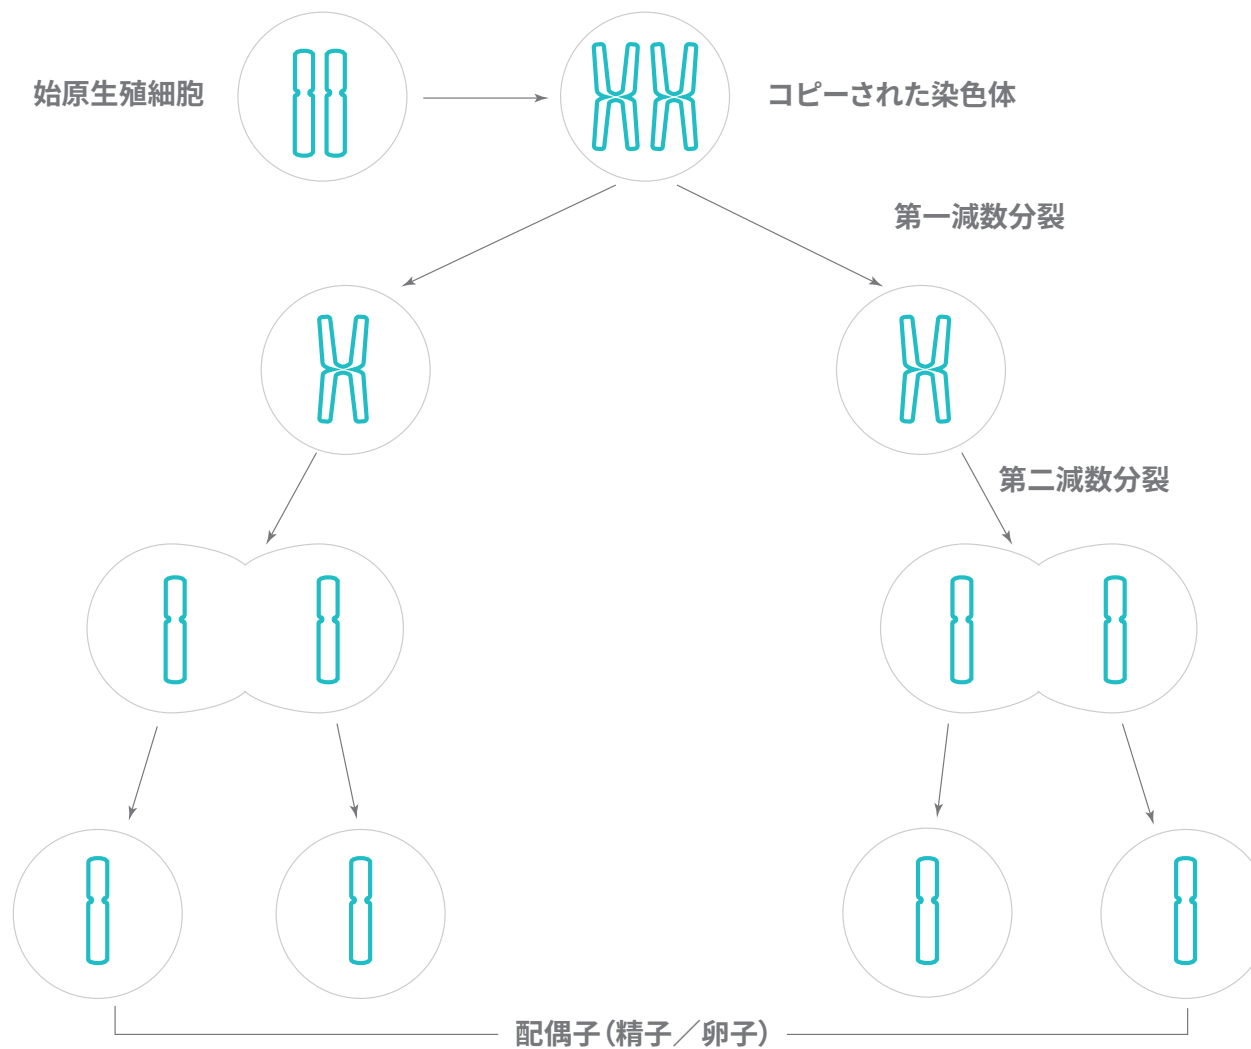 始原生殖細胞
コピーされた染色体
第一減数分裂
第二減数分裂
配偶子（精子／卵子）